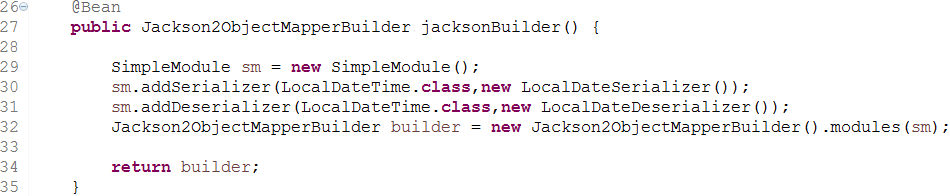 26 @Bean
27 public Jackson2ObjectMapperBuilder jacksonBuilder() {
28
29 SimpleModule sm = new SimpleModule();
30 sm.addSerializer(LocalDateTime.class,new LocalDateSerializer());
31 sm.addDeserializer(LocalDateTime.class,new LocalDateDeserializer());
32 Jackson2ObjectMapperBuilder builder = new Jackson2ObjectMapperBuilder().modules(sm);
33
34 return builder;
35 }